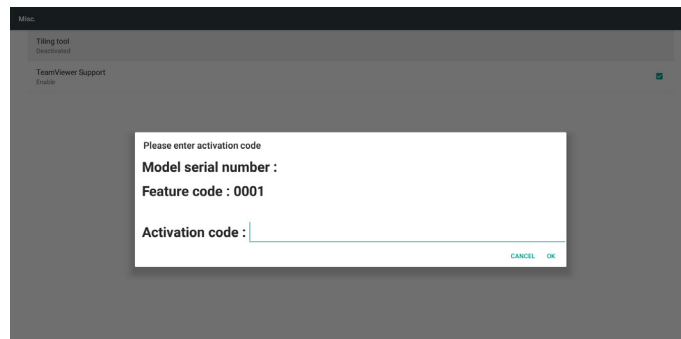 Misc.
Tiling tool
Deactivated
TeamViewer Support
Enable
Please enter activation code
Model serial number :
Feature code : 0001
Activation code :
CANCEL OK